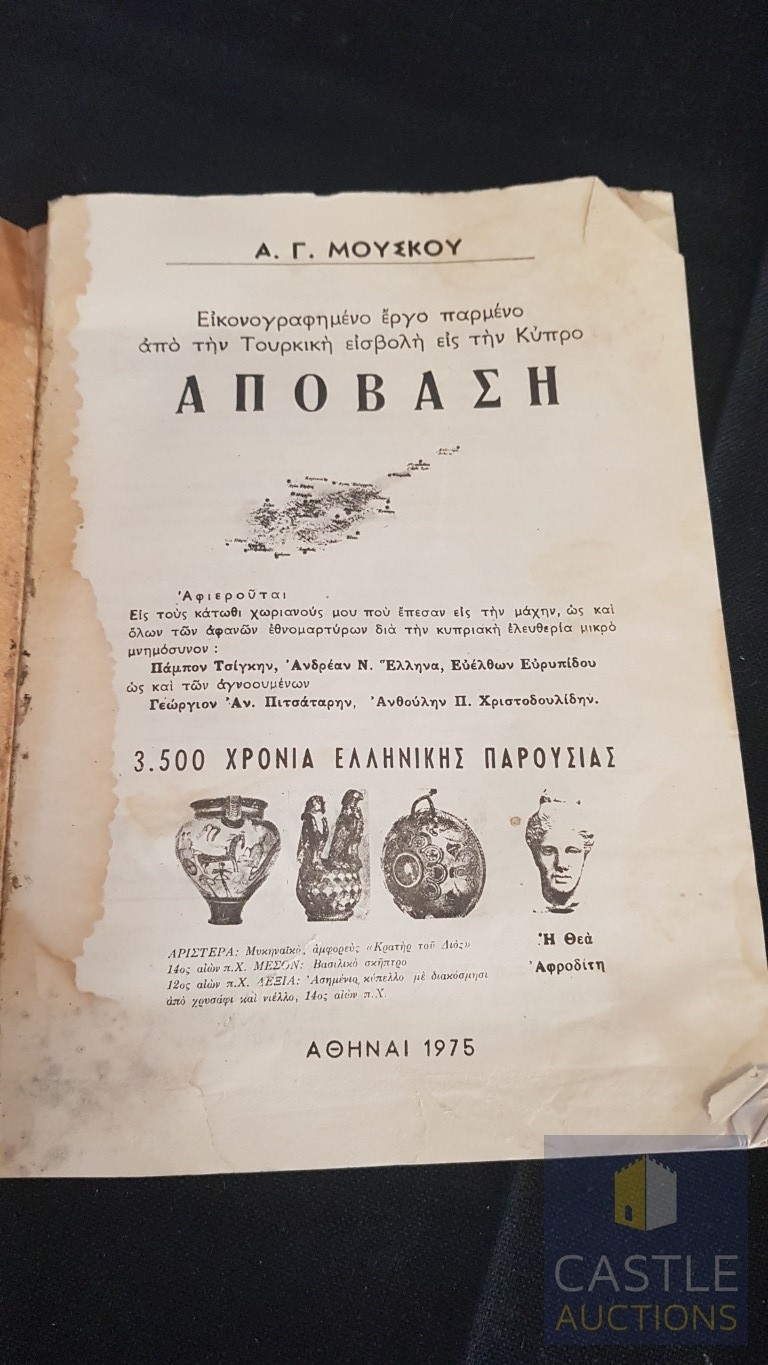 Α. Γ. ΜΟΥΣΚΟΥ
Εἰκονογραφημένο ἔργο παρμένο
ἀπὸ τὴν Τουρκικὴ εἰσβολὴ εἰς τὴν Κύπρο
ΑΠΟΒΑΣΗ
Ἀφιεροῦται
Εἰς τοὺς κάτωθι χωριανούς μου ποὺ ἔπεσαν εἰς τὴν μάχην, ὡς καὶ
ὅλων τῶν ἀφανῶν ἐθνομαρτύρων διὰ τὴν κυπριακὴ ἐλευθερία μικρὸ
μνημόσυνον :
Πάμπον Τσίγκην, Ἀνδρέαν Ν. Ἕλληνα, Εὐέλθων Εὐρυπίδου
ὡς καὶ τῶν ἀγνοουμένων
Γεώργιον Ἀν. Πιτσάταρην, Ἀνθούλην Π. Χριστοδουλίδην.
3.500 ΧΡΟΝΙΑ ΕΛΛΗΝΙΚΗΣ ΠΑΡΟΥΣΙΑΣ
ΑΡΙΣΤΕΡΑ: Μυκηναϊκὸ, ἀμφορεὺς «Κρατὴρ τοῦ Διὸς»
14ος αἰὼν π.Χ. ΜΕΣΟΝ: Βασιλικὸ σκῆπτρο
12ος αἰὼν π.Χ. ΔΕΞΙΑ: Ἀσημένιο κύπελλο μὲ διακόσμησι
ἀπὸ χρυσάφι καὶ νιέλλο, 14ος αἰὼν π.Χ.
Ἡ Θεὰ
Ἀφροδίτη
ΑΘΗΝΑΙ 1975
CASTLE
AUCTIONS